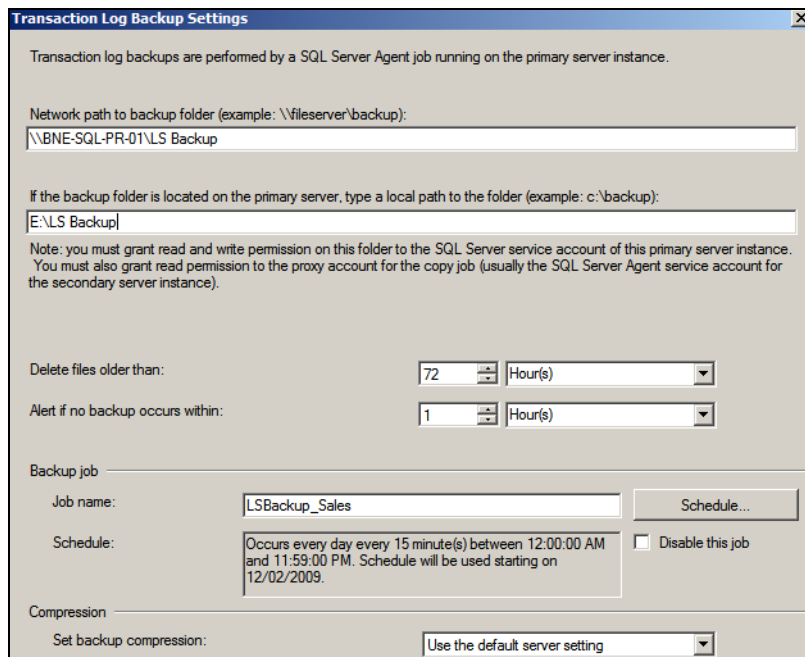 Transaction Log Backup Settings
Transaction log backups are performed by a SQL Server Agent job running on the primary server instance.
Network path to backup folder (example: \\fileserver\backup):
\\BNE-SQL-PR-01\LS Backup
If the backup folder is located on the primary server, type a local path to the folder (example: c:\backup):
E:\LS Backup
Note: you must grant read and write permission on this folder to the SQL Server service account of this primary server instance.
You must also grant read permission to the proxy account for the copy job (usually the SQL Server Agent service account for
the secondary server instance).
Delete files older than:
72
Hour(s)
Alert if no backup occurs within:
1
Hour(s)
Backup job
Job name:
LSBackup_Sales
Schedule...
Schedule:
Occurs every day every 15 minute(s) between 12:00:00 AM
and 11:59:00 PM. Schedule will be used starting on
12/02/2009.
Disable this job
Compression
Set backup compression:
Use the default server setting